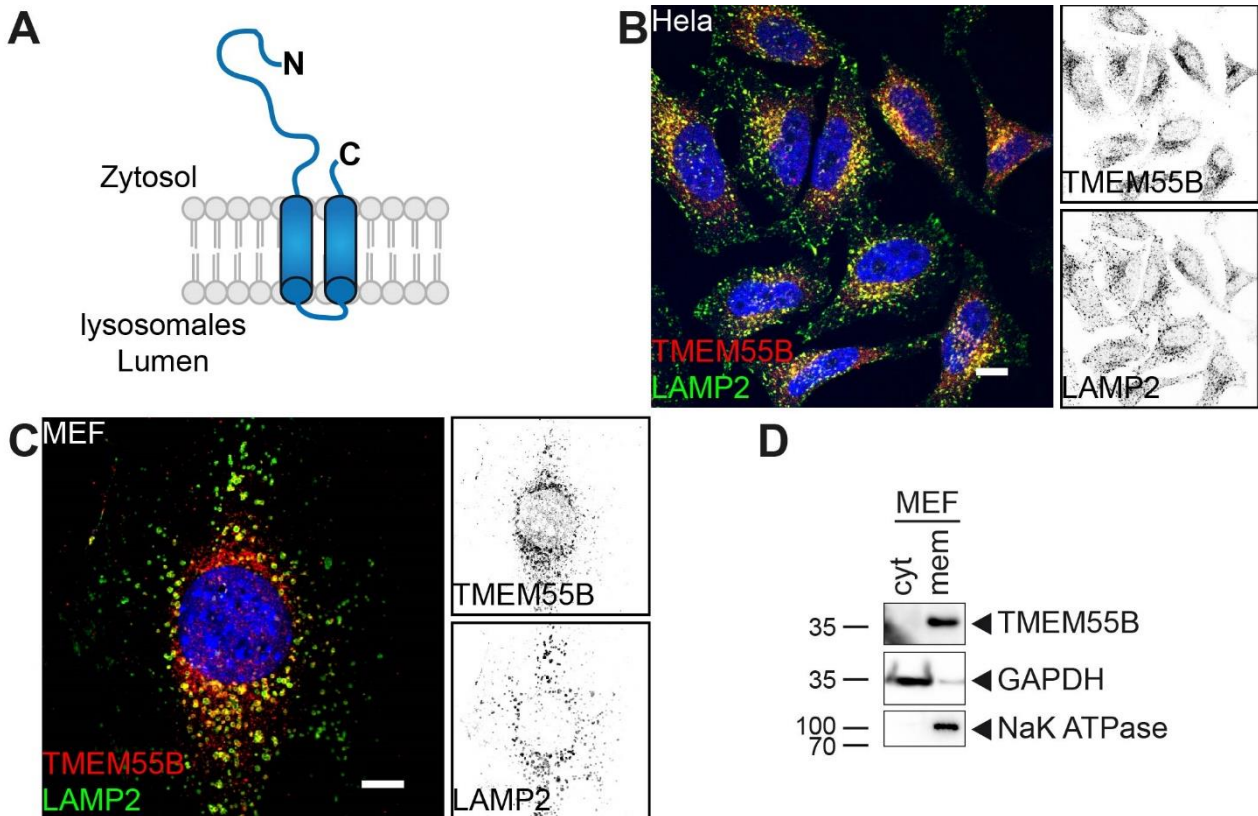 A
N
C
Zytosol
lysosomales
Lumen
B
Hela
TMEM55B
LAMP2
TMEM55B
LAMP2
C
MEF
TMEM55B
LAMP2
TMEM55B
LAMP2
D
MEF
cyt mem
35 TMEM55B
35 GAPDH
100 NaK ATPase
70